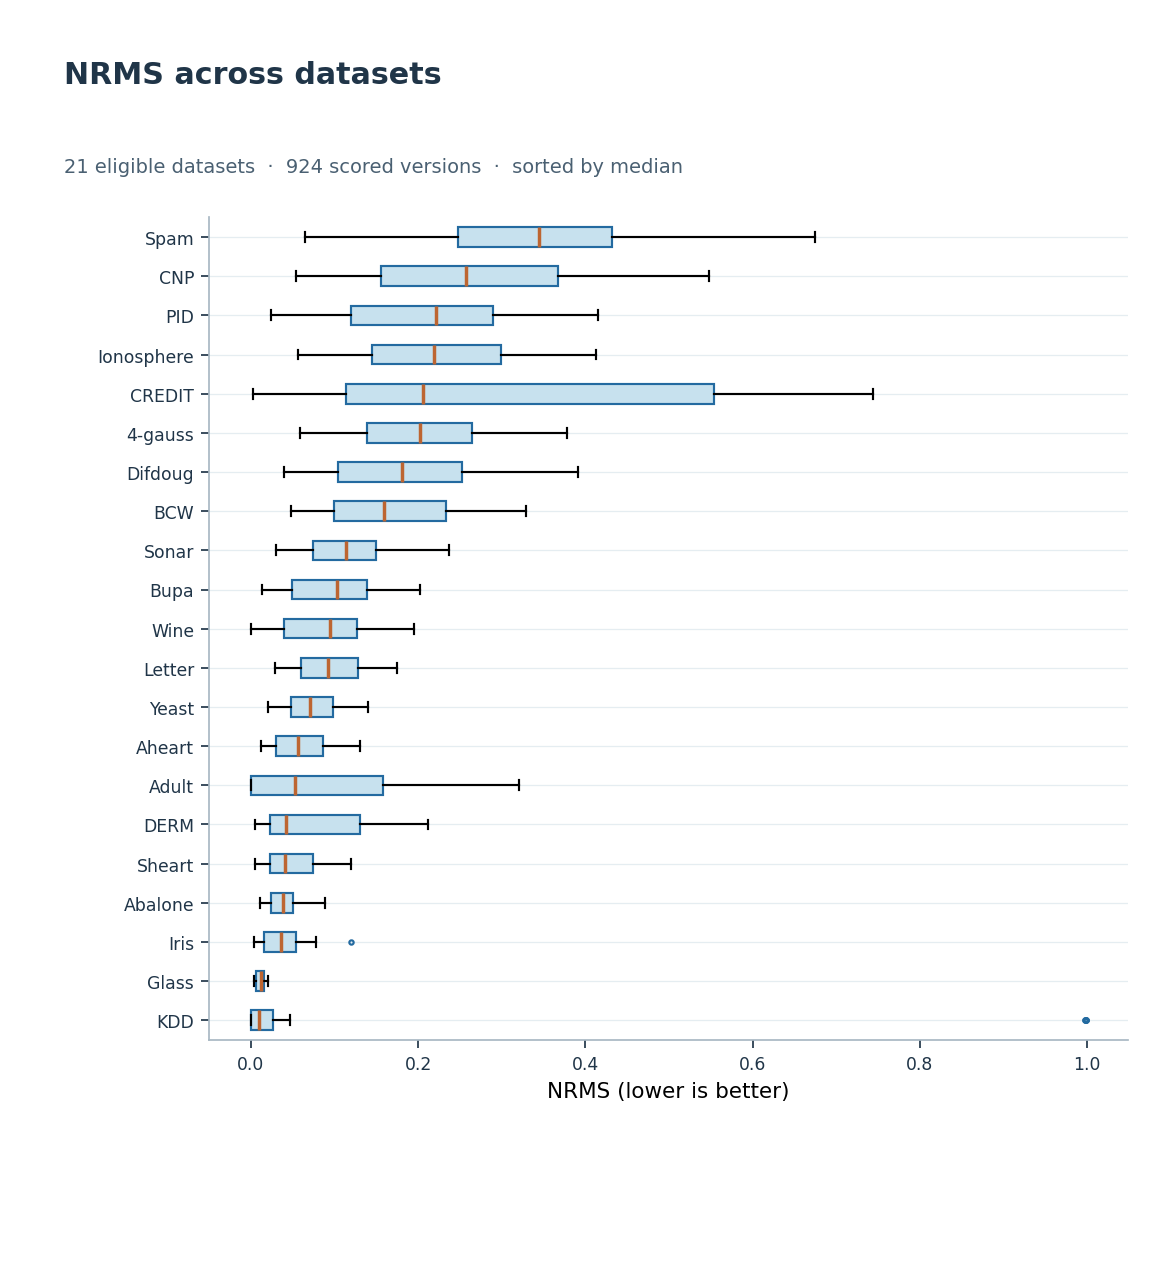 NRMS across datasets
21 eligible datasets · 924 scored versions · sorted by median
Spam
CNP
PID
Ionosphere
CREDIT
4-gauss
Difdoug
BCW
Sonar
Bupa
Wine
Letter
Yeast
Aheart
Adult
DERM
Sheart
Abalone
Iris
Glass
KDD
0.0 0.2 0.4 0.6 0.8 1.0
NRMS (lower is better)